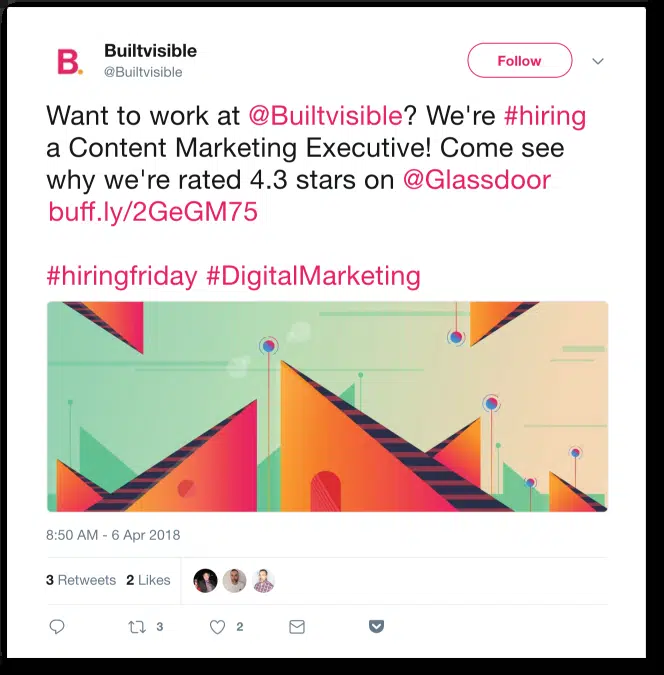 B.
Builtvisible
@Builtvisible
Follow
Want to work at @Builtvisible? We're #hiring
a Content Marketing Executive! Come see
why we're rated 4.3 stars on @Glassdoor
buff.ly/2GeGM75
#hiringfriday #DigitalMarketing
8:50 AM - 6 Apr 2018
3 Retweets 2 Likes
3 2